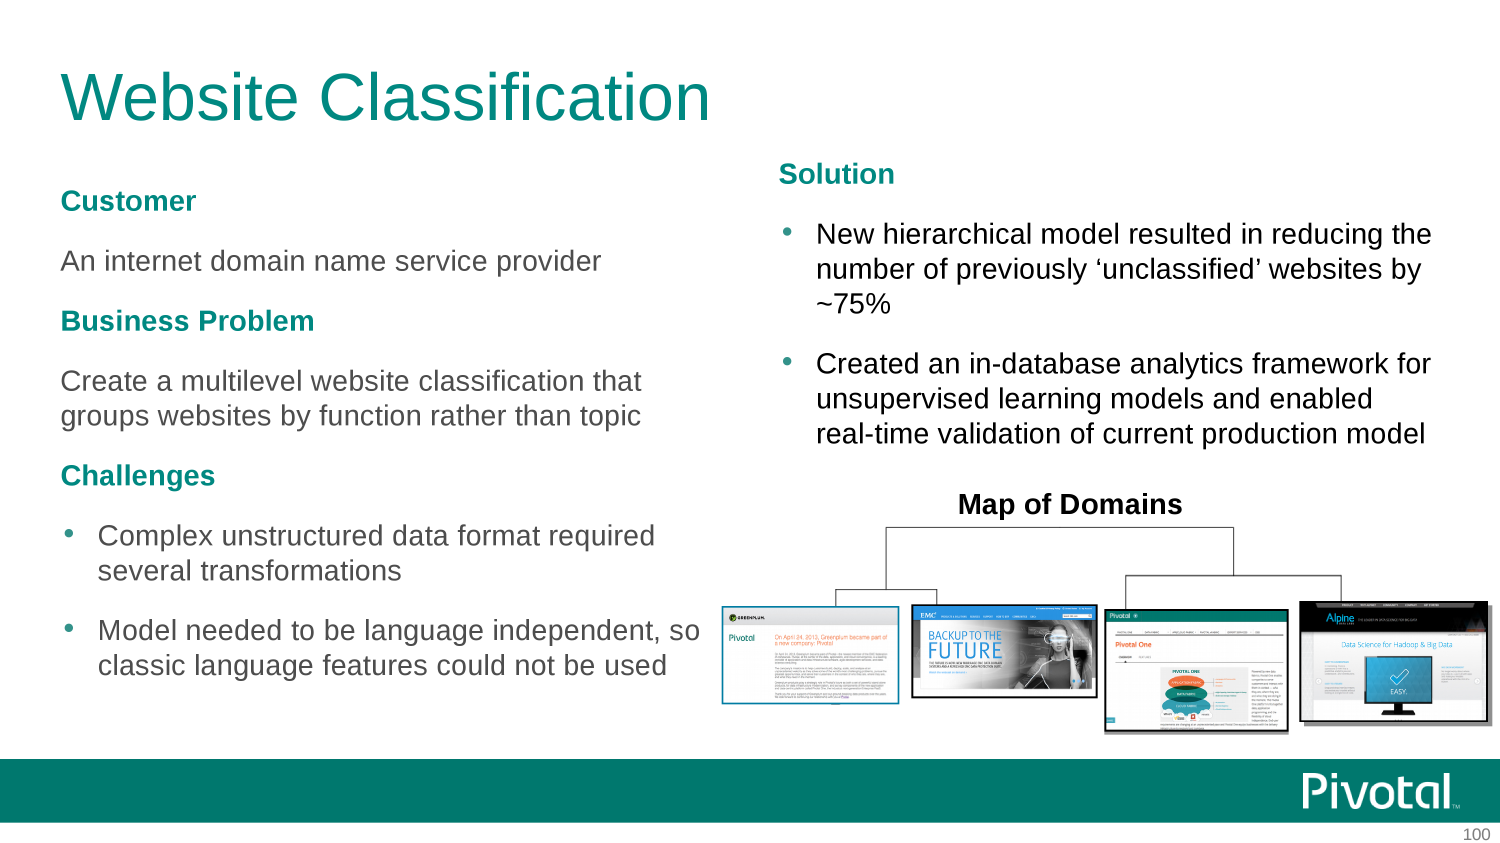 Website Classification
Customer
An internet domain name service provider
Business Problem
Create a multilevel website classification that
groups websites by function rather than topic
Challenges
• Complex unstructured data format required
several transformations
• Model needed to be language independent, so
classic language features could not be used
Solution
• New hierarchical model resulted in reducing the
number of previously ‘unclassified’ websites by
~75%
• Created an in-database analytics framework for
unsupervised learning models and enabled
real-time validation of current production model
Map of Domains
GREENPLUM
Pivotal
On April 24, 2012, Greenplum became part of
a new company: Pivotal
EMC²
BACKUP TO THE
FUTURE
Pivotal
Pivotal One
PIVOTAL ONE
Alpine
Data Science for Hadoop & Big Data
EASY.
Pivotal™
100